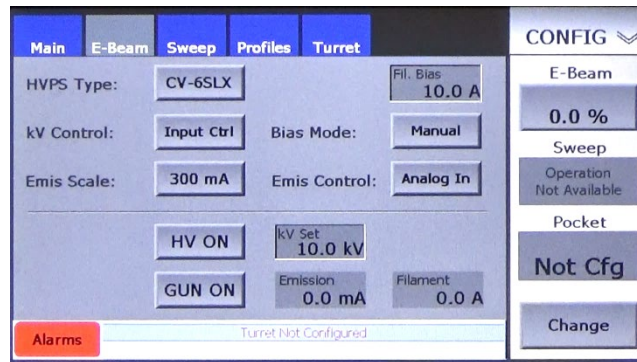 Main E-Beam Sweep Profiles Turret
CONFIG
HVPS Type: CV-6SLX
Fil. Bias
10.0 A
kV Control: Input Ctrl Bias Mode: Manual
Emis Scale: 300 mA Emis Control: Analog In
HV ON
kV Set
10.0 kV
GUN ON
Emission
0.0 mA
Filament
0.0 A
Alarms
Turret Not Configured
E-Beam
0.0 %
Sweep
Operation
Not Available
Pocket
Not Cfg
Change